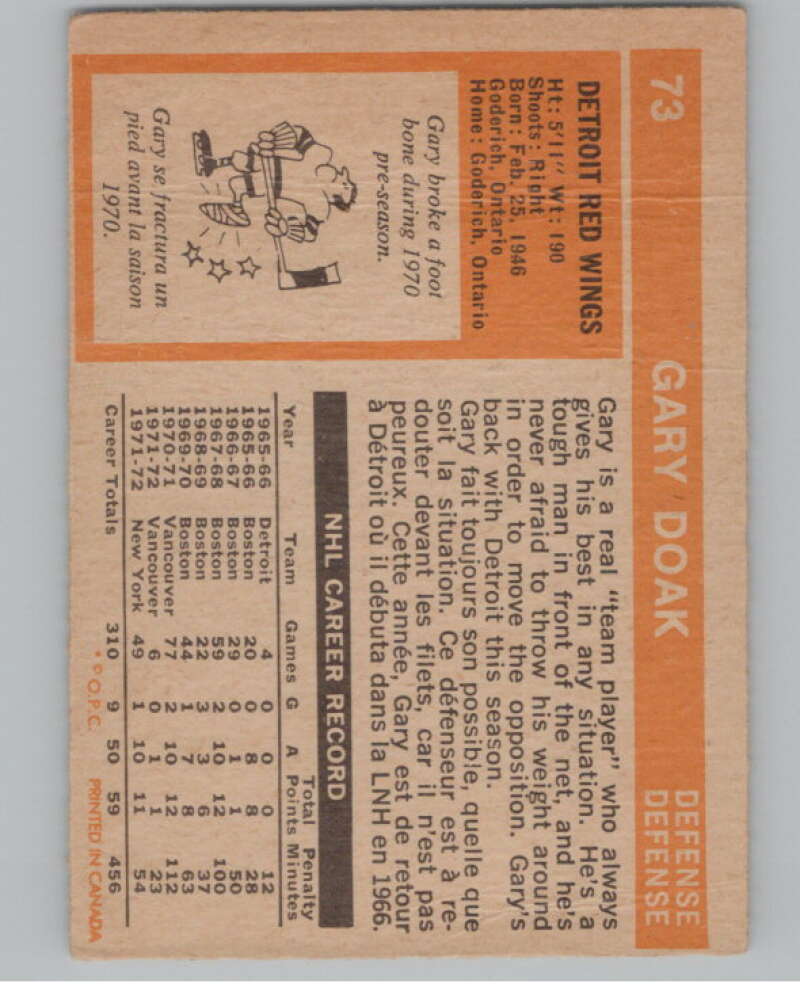 73 GARY DOAK DEFENSE
DEFENSE
DETROIT RED WINGS
Ht: 5'11" Wt: 190
Shoots: Right
Born: Feb. 25, 1946
Goderich, Ontario
Home: Goderich, Ontario
Gary broke a foot
bone during 1970
pre-season.
Gary se fractura un
pied avant la saison
1970.
Gary is a real "team player" who always
gives his best in any situation. He's a
tough man in front of the net, and he's
never afraid to throw his weight around
in order to move the opposition. Gary's
back with Detroit this season.
Gary fait toujours son possible, quelle que
soit la situation. Ce défenseur est à re-
douter devant les filets, car il n'est pas
peureux. Cette année, Gary est de retour
à Détroit où il débuta dans la LNH en 1966.
NHL CAREER RECORD
Total Penalty
Year Team Games G A Points Minutes
1965-66 Detroit 4 0 0 0 12
1965-66 Boston 20 0 8 8 28
1966-67 Boston 29 0 1 1 50
1967-68 Boston 59 2 10 12 100
1968-69 Boston 22 3 3 6 37
1969-70 Boston 44 1 7 8 63
1970-71 Vancouver 77 2 10 12 112
1971-72 Vancouver 6 0 1 1 23
1971-72 New York 49 1 10 11 54
Career Totals 310 9 50 59 456
* © O.P.C. PRINTED IN CANADA